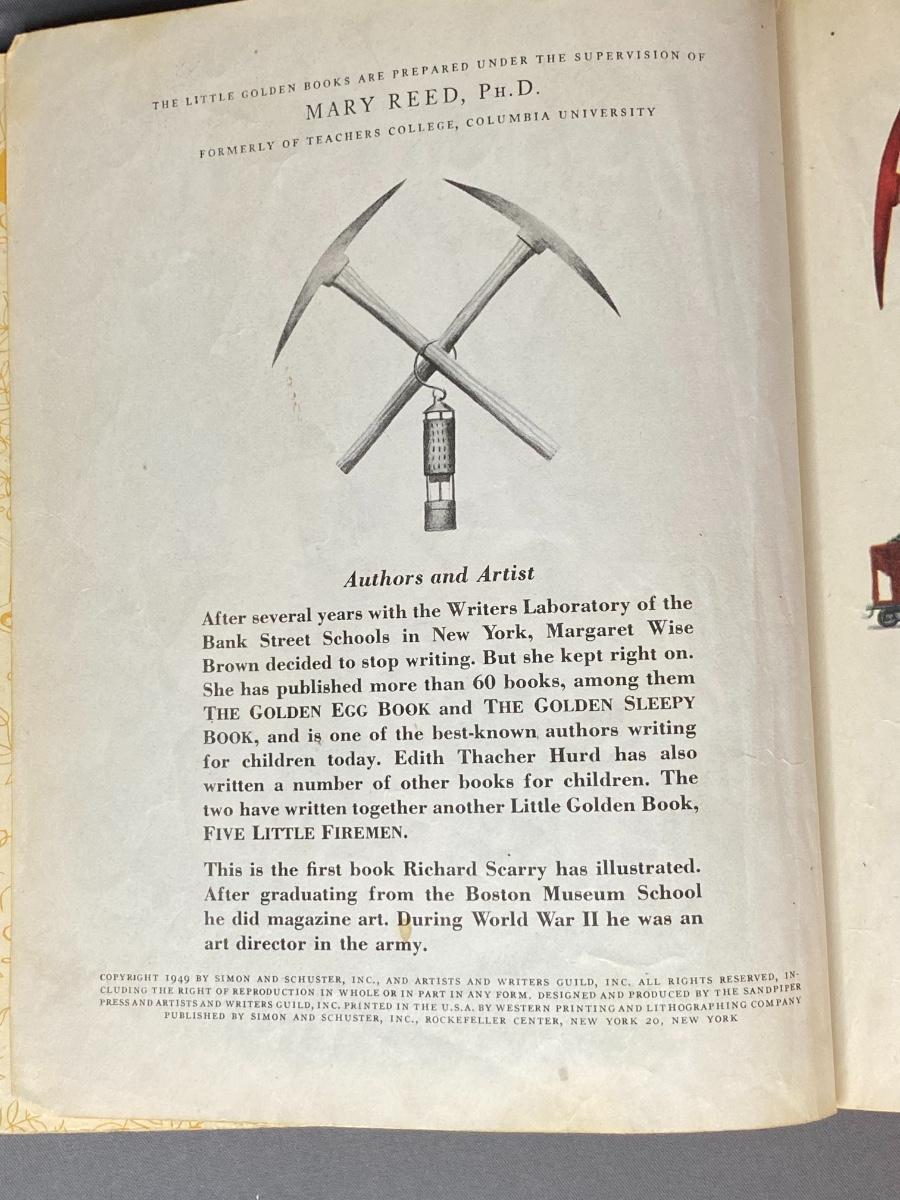 THE LITTLE GOLDEN BOOKS ARE PREPARED UNDER THE SUPERVISION OF
MARY REED, PH.D.
FORMERLY OF TEACHERS COLLEGE, COLUMBIA UNIVERSITY
Authors and Artist
After several years with the Writers Laboratory of the
Bank Street Schools in New York, Margaret Wise
Brown decided to stop writing. But she kept right on.
She has published more than 60 books, among them
THE GOLDEN EGG BOOK and THE GOLDEN SLEEPY
BOOK, and is one of the best-known authors writing
for children today. Edith Thacher Hurd has also
written a number of other books for children. The
two have written together another Little Golden Book,
FIVE LITTLE FIREMEN.
This is the first book Richard Scarry has illustrated.
After graduating from the Boston Museum School
he did magazine art. During World War II he was an
art director in the army.
COPYRIGHT 1949 BY SIMON AND SCHUSTER, INC., AND ARTISTS AND WRITERS GUILD, INC. ALL RIGHTS RESERVED, IN-
CLUDING THE RIGHT OF REPRODUCTION IN WHOLE OR IN PART IN ANY FORM. DESIGNED AND PRODUCED BY THE SANDPIPER
PRESS AND ARTISTS AND WRITERS GUILD, INC. PRINTED IN THE U.S.A. BY WESTERN PRINTING AND LITHOGRAPHING COMPANY
PUBLISHED BY SIMON AND SCHUSTER, INC., ROCKEFELLER CENTER, NEW YORK 20, NEW YORK